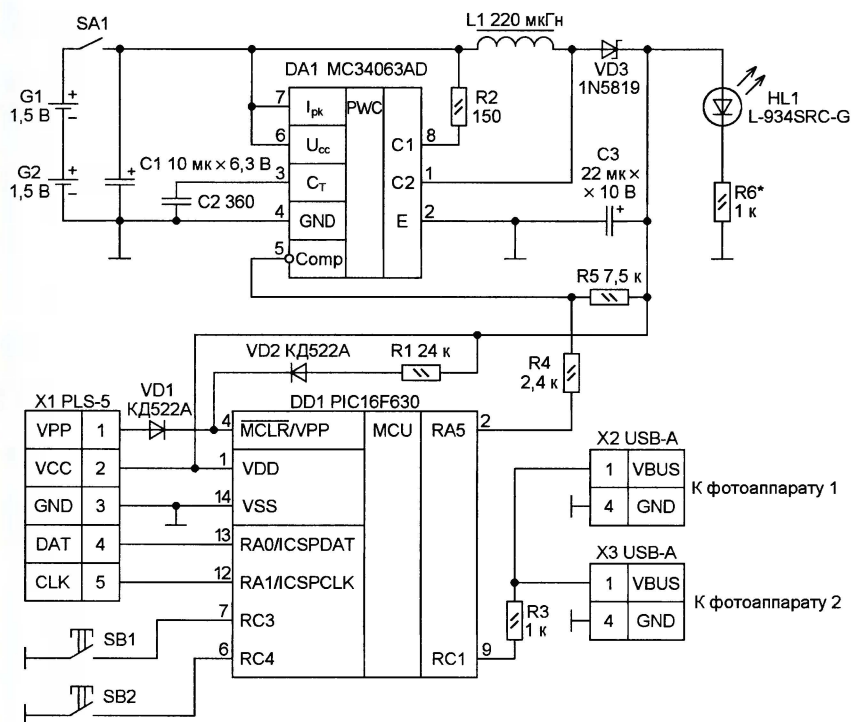 SA1
L1 220 мкГн
DA1 MC34063AD
VD3
1N5819
HL1
L-934SRC-G
G1
1,5 В
+
−
G2
1,5 В
+
−
+
C1 10 мк × 6,3 В
C2 360
7
I pk
PWC
6
Ucc
C1
8
3
CT
C2
1
4
GND
E
2
5
Comp
R2
150
C3
22 мк ×
× 10 В
+
R6*
1 к
R5 7,5 к
VD2 КД522А
R1 24 к
R4
2,4 к
X1 PLS-5
VD1
КД522А
DD1 PIC16F630
VPP 1
VCC 2
GND 3
DAT 4
CLK 5
4
MCLR/VPP
MCU
RA5
2
1
VDD
14
VSS
13
RA0/ICSPDAT
12
RA1/ICSPCLK
7
RC3
6
RC4
RC1
9
SB1
SB2
R3
1 к
X2 USB-A
1 VBUS
4 GND
К фотоаппарату 1
X3 USB-A
1 VBUS
4 GND
К фотоаппарату 2